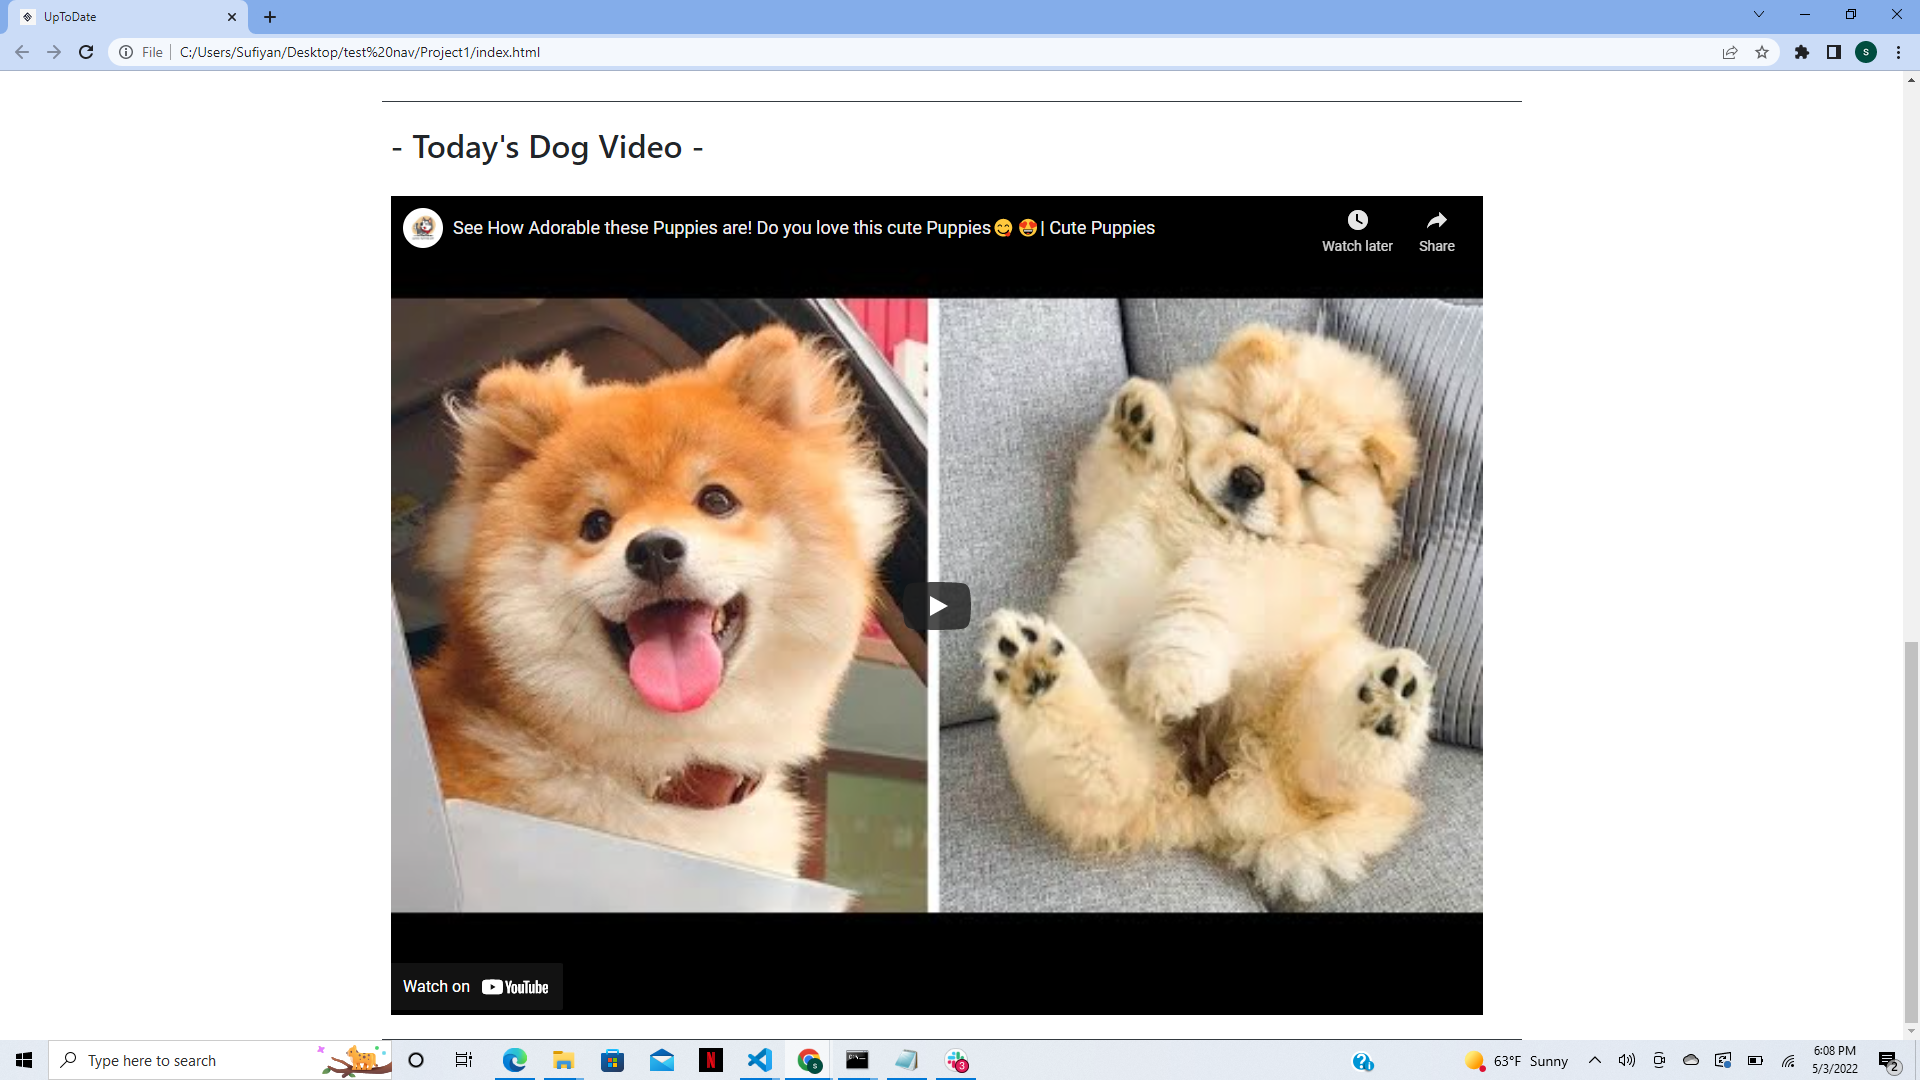 UpToDate
File
C:/Users/Sufiyan/Desktop/test%20nav/Project1/index.html
S
- Today's Dog Video -
See How Adorable these Puppies are! Do you love this cute Puppies😋 😍| Cute Puppies
Watch later
Share
Watch on YouTube
Type here to search
N
S
3
63°F Sunny
6:08 PM
5/3/2022
2